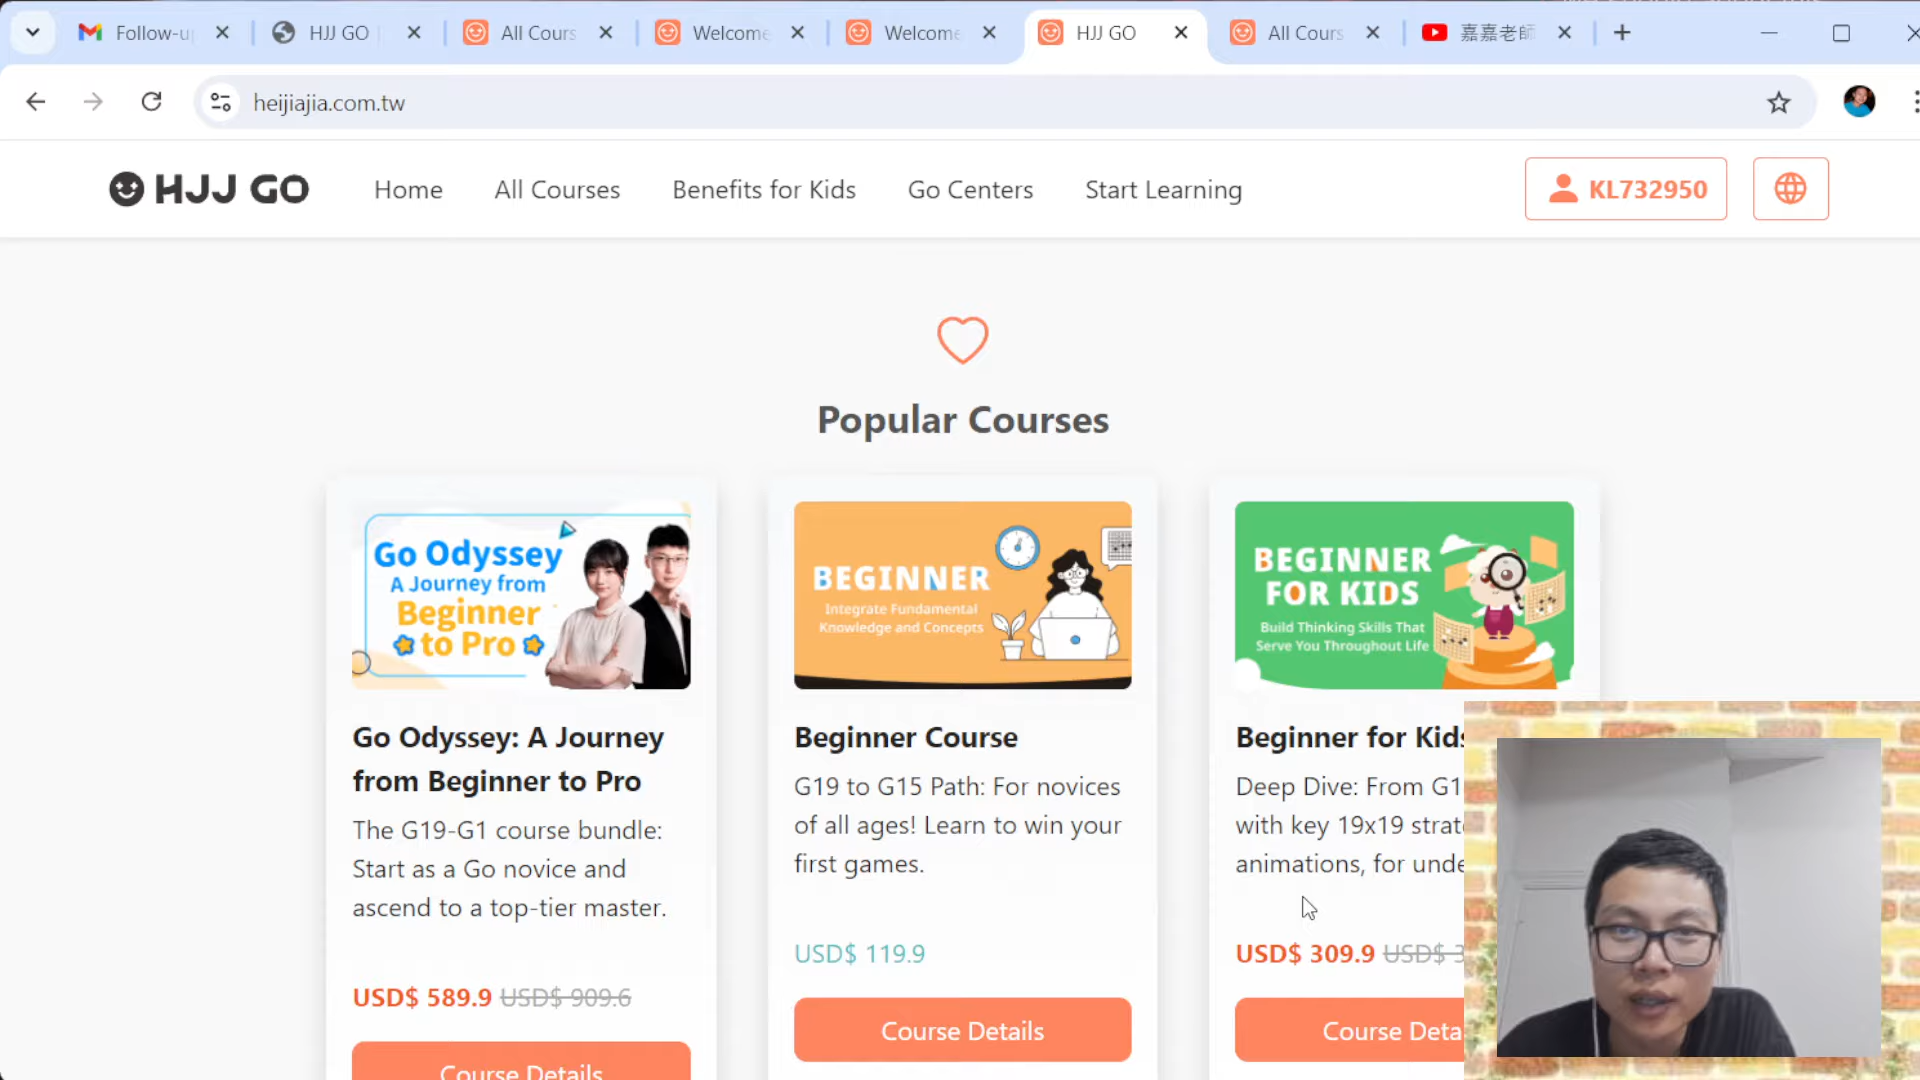 Follow-u
HJJ GO
All Cours
Welcome
Welcome
HJJ GO
All Cours
嘉嘉老師
heijiajia.com.tw
HJJ GO
Home
All Courses
Benefits for Kids
Go Centers
Start Learning
KL732950
Popular Courses
Go Odyssey
A Journey from
Beginner
to Pro
BEGINNER
Integrate Fundamental
Knowledge and Concepts
BEGINNER
FOR KIDS
Build Thinking Skills That
Serve You Throughout Life
Go Odyssey: A Journey
from Beginner to Pro
The G19-G1 course bundle:
Start as a Go novice and
ascend to a top-tier master.
USD$ 589.9 USD$ 909.6
Course Details
Beginner Course
G19 to G15 Path: For novices
of all ages! Learn to win your
first games.
USD$ 119.9
Course Details
Beginner for Kids
Deep Dive: From G1
with key 19x19 strat
animations, for unde
USD$ 309.9 USD$ 3
Course Deta